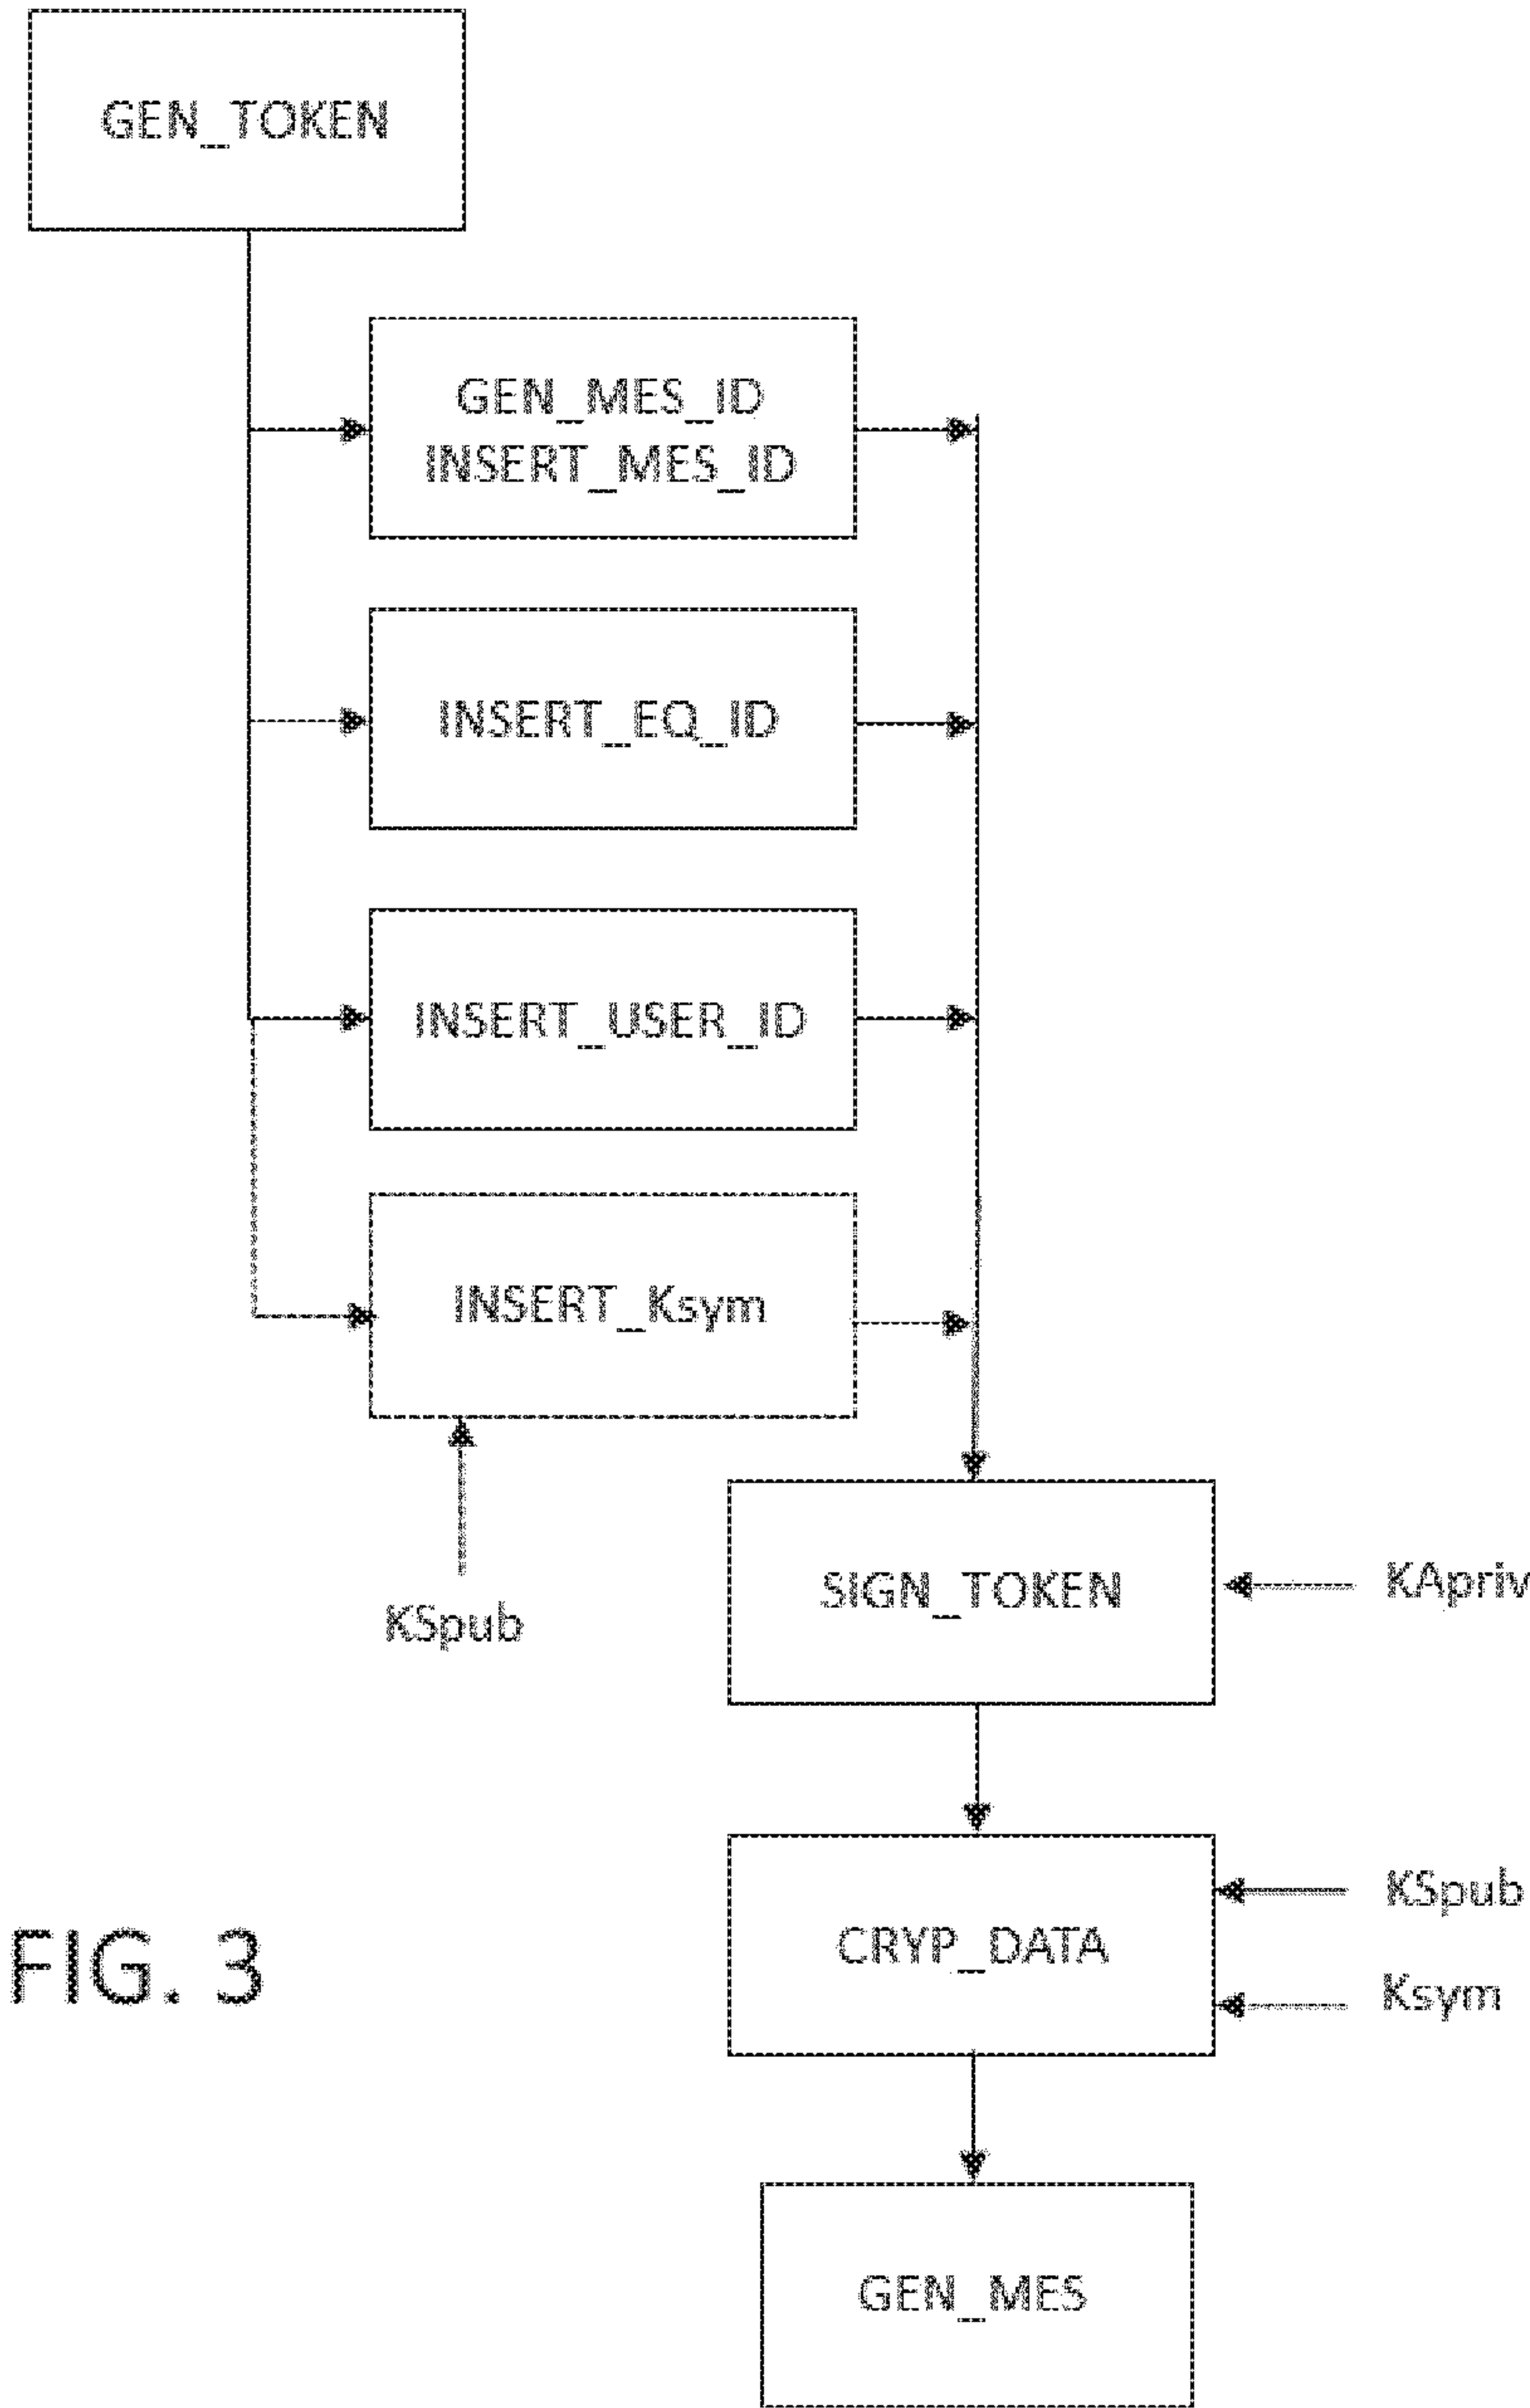 GEN_TOKEN
GEN_MES_ID
INSERT_MES_ID
INSERT_EQ_ID
INSERT_USER_ID
INSERT_Ksym
KSpub
SIGN_TOKEN
KApriv
CRYP_DATA
KSpub
Ksym
GEN_MES
FIG. 3